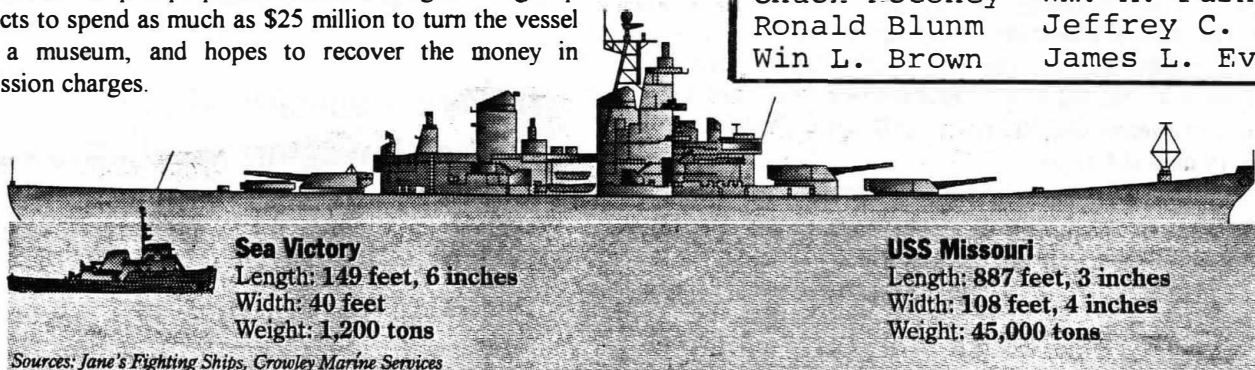 cts to spend as much as $25 million to turn the vessel
a museum, and hopes to recover the money in
ssion charges.
Ronald Blunm Jeffrey C.
Win L. Brown James L. Ev
Sea Victory
Length: 149 feet, 6 inches
Width: 40 feet
Weight: 1,200 tons
USS Missouri
Length: 887 feet, 3 inches
Width: 108 feet, 4 inches
Weight: 45,000 tons
Sources: Jane's Fighting Ships, Crowley Marine Services